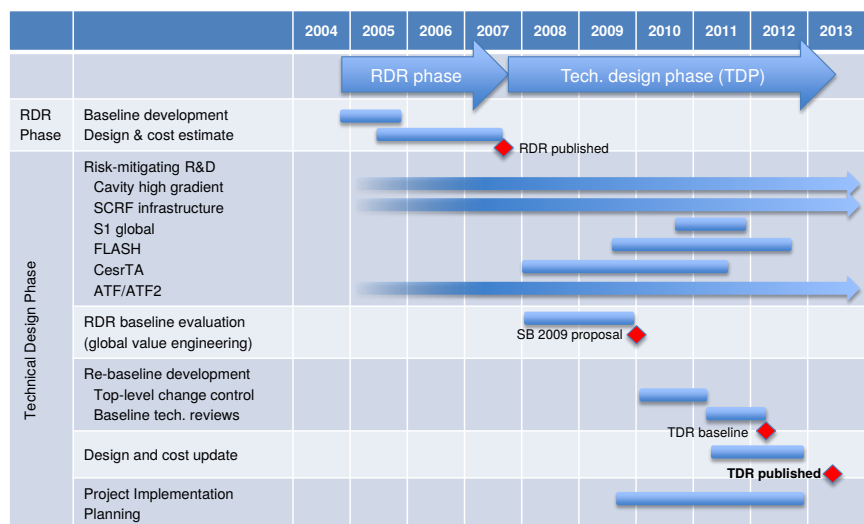 2004 2005 2006 2007 2008 2009 2010 2011 2012 2013
RDR phase Tech. design phase (TDP)
RDR
Phase
Baseline development
Design & cost estimate
RDR published
Technical Design Phase
Risk-mitigating R&D
Cavity high gradient
SCRF infrastructure
S1 global
FLASH
CesrTA
ATF/ATF2
RDR baseline evaluation
(global value engineering)
SB 2009 proposal
Re-baseline development
Top-level change control
Baseline tech. reviews
TDR baseline
Design and cost update
TDR published
Project Implementation
Planning